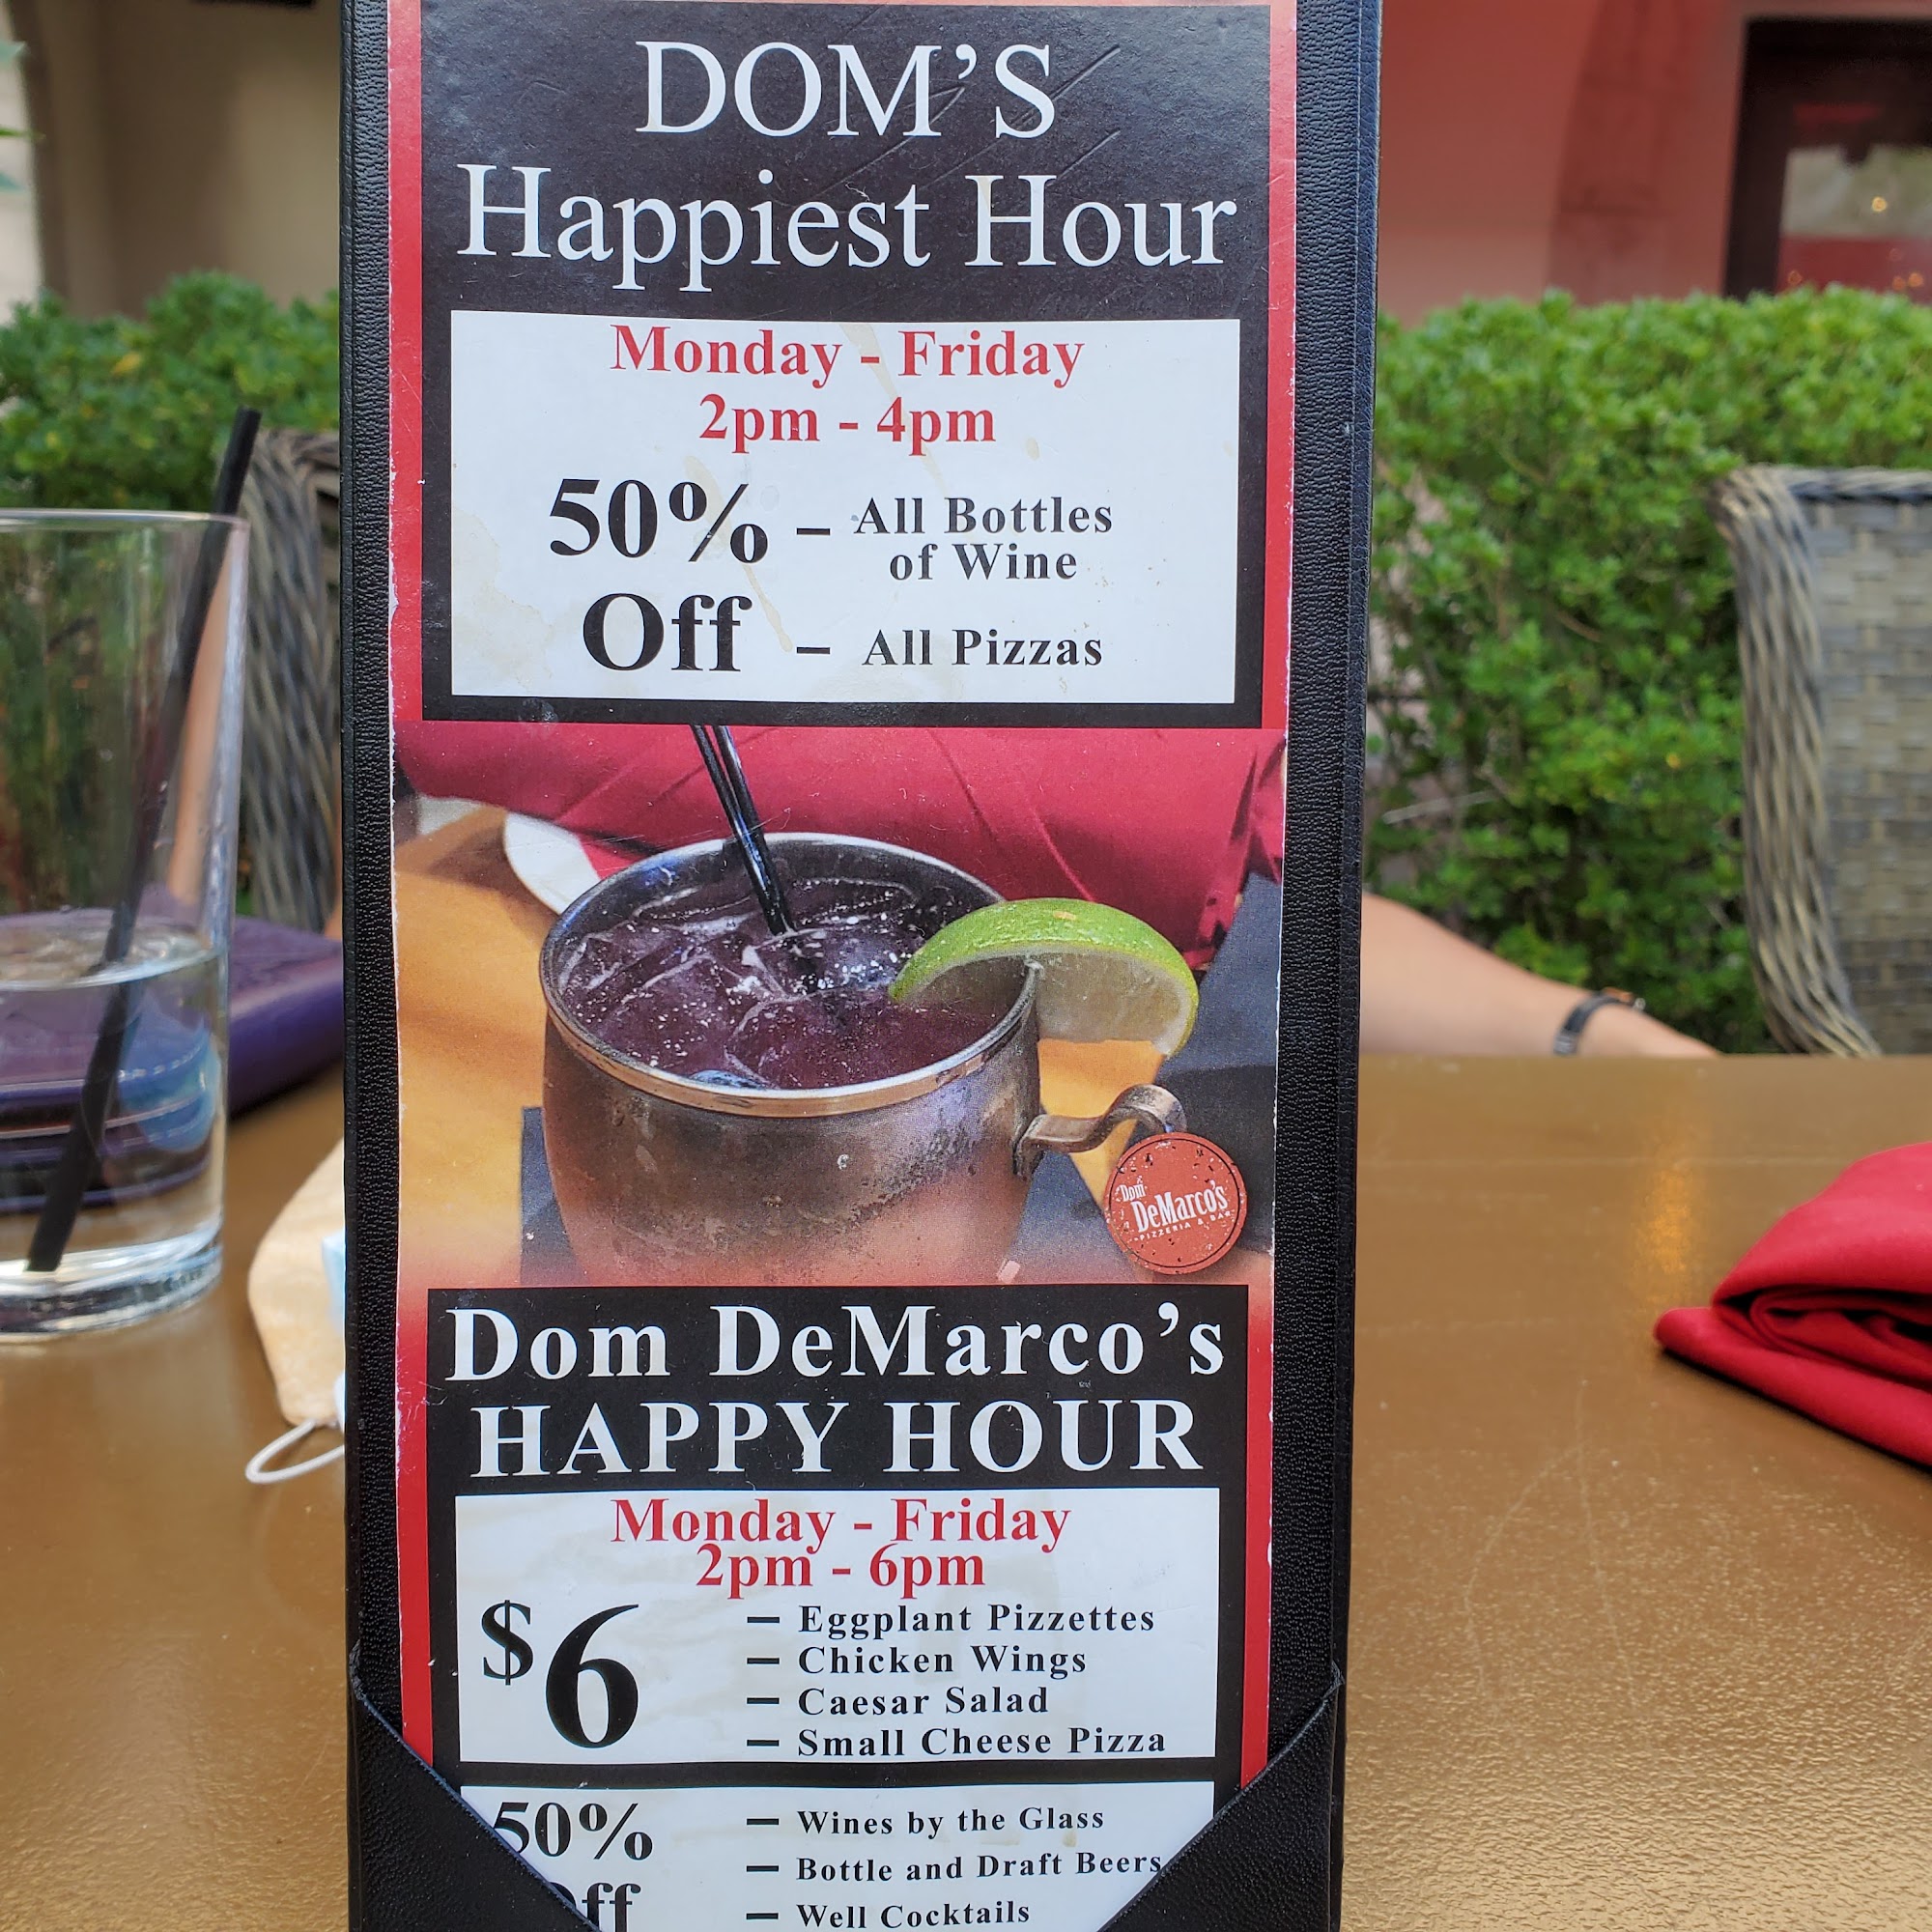 DOM'S
Happiest Hour
Monday - Friday
2pm - 4pm
50% Off
– All Bottles
of Wine
– All Pizzas
Dom
DeMarco's
PIZZERIA & BAR
Dom DeMarco's
HAPPY HOUR
Monday - Friday
2pm - 6pm
$6
– Eggplant Pizzettes
– Chicken Wings
– Caesar Salad
– Small Cheese Pizza
50%
– Wines by the Glass
– Bottle and Draft Beers
– Well Cocktails